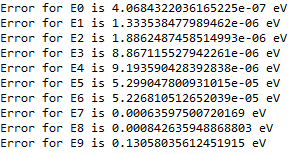 Error for E0 is 4.0684322036165225e-07 eV
Error for E1 is 1.3335384779894​62e-06 eV
Error for E2 is 1.8862487458514993e-06 eV
Error for E3 is 8.867115527942261e-06 eV
Error for E4 is 9.193590428392838e-06 eV
Error for E5 is 5.299047800931015e-05 eV
Error for E6 is 5.226810512652039e-05 eV
Error for E7 is 0.00063597500720169 eV
Error for E8 is 0.000842635948868803 eV
Error for E9 is 0.13058035612451915 eV